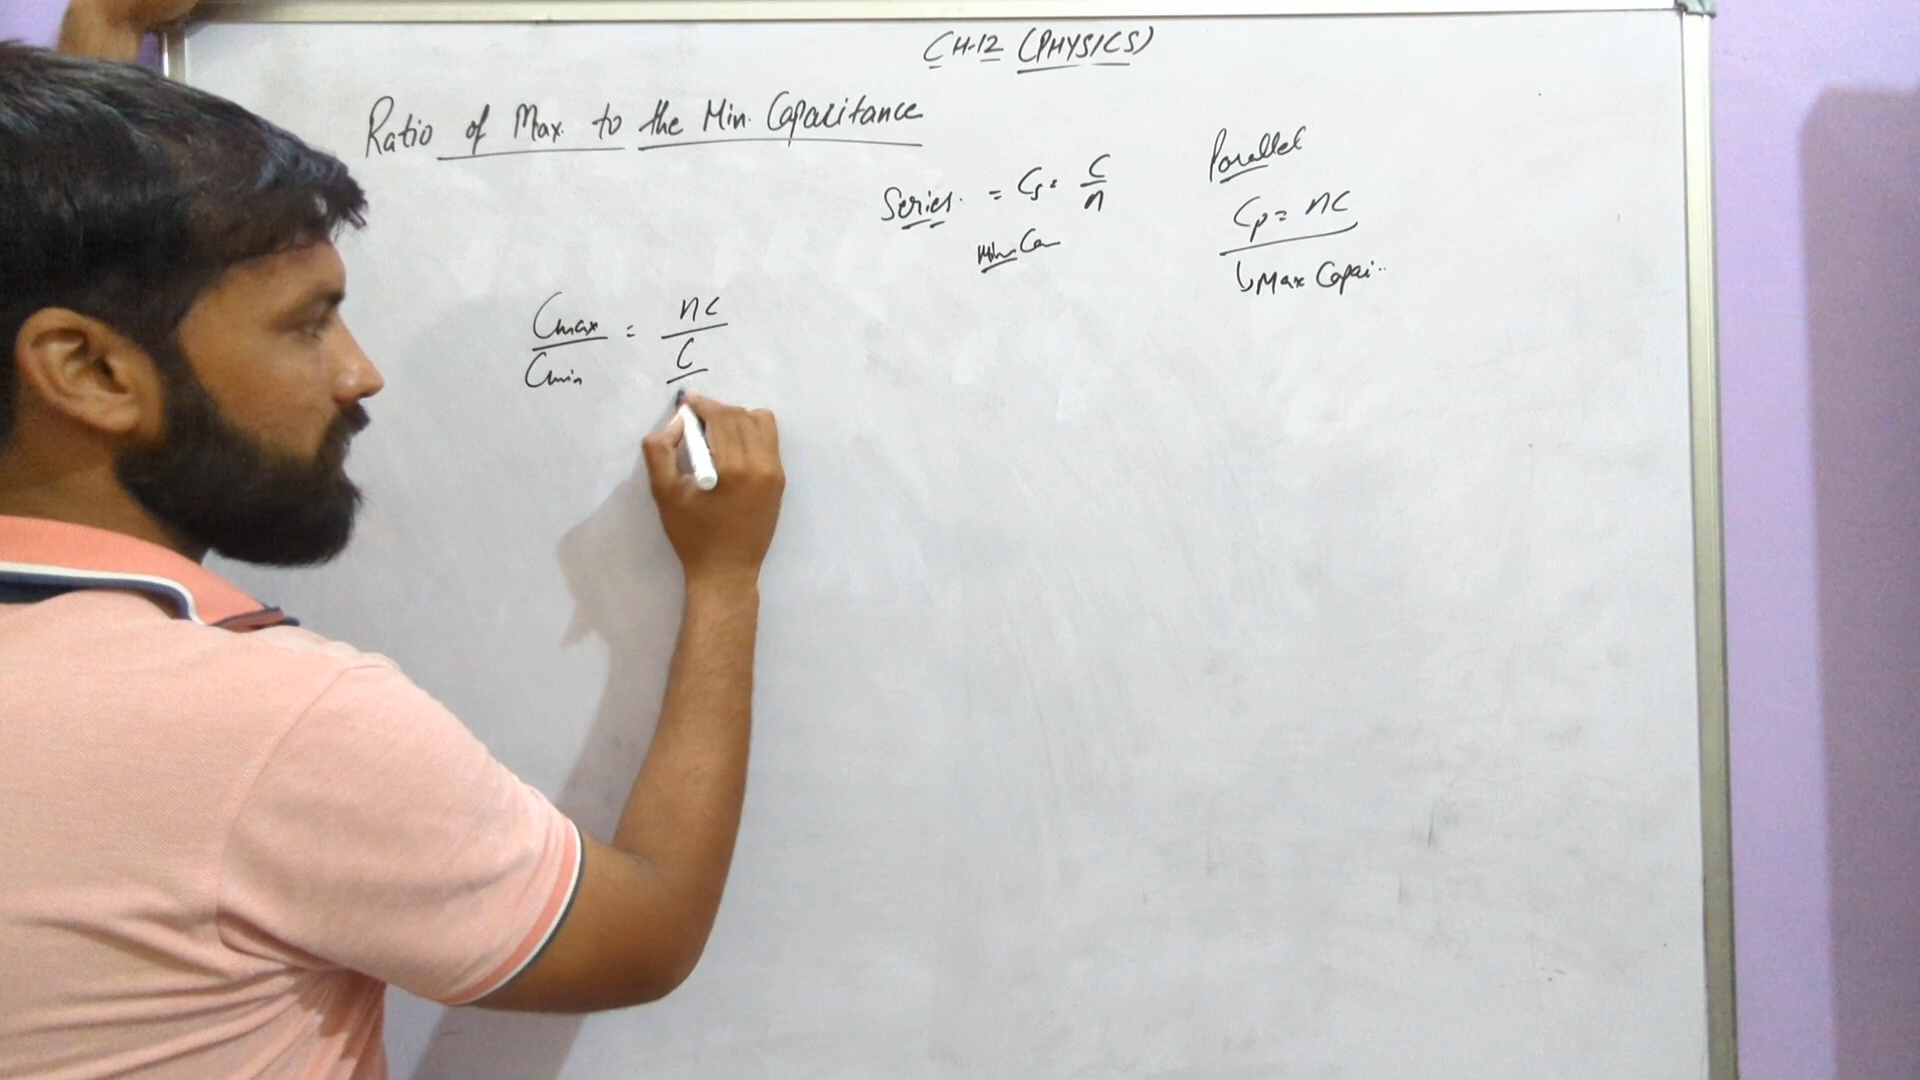 CH-12 (PHYSICS)
Ratio of Max. to the Min. Capacitance
Series. = Cs = C/n
Min Ca
Parallel
Cp = nC
↳ Max Capai..
Cmax/Cmin = nC/C/